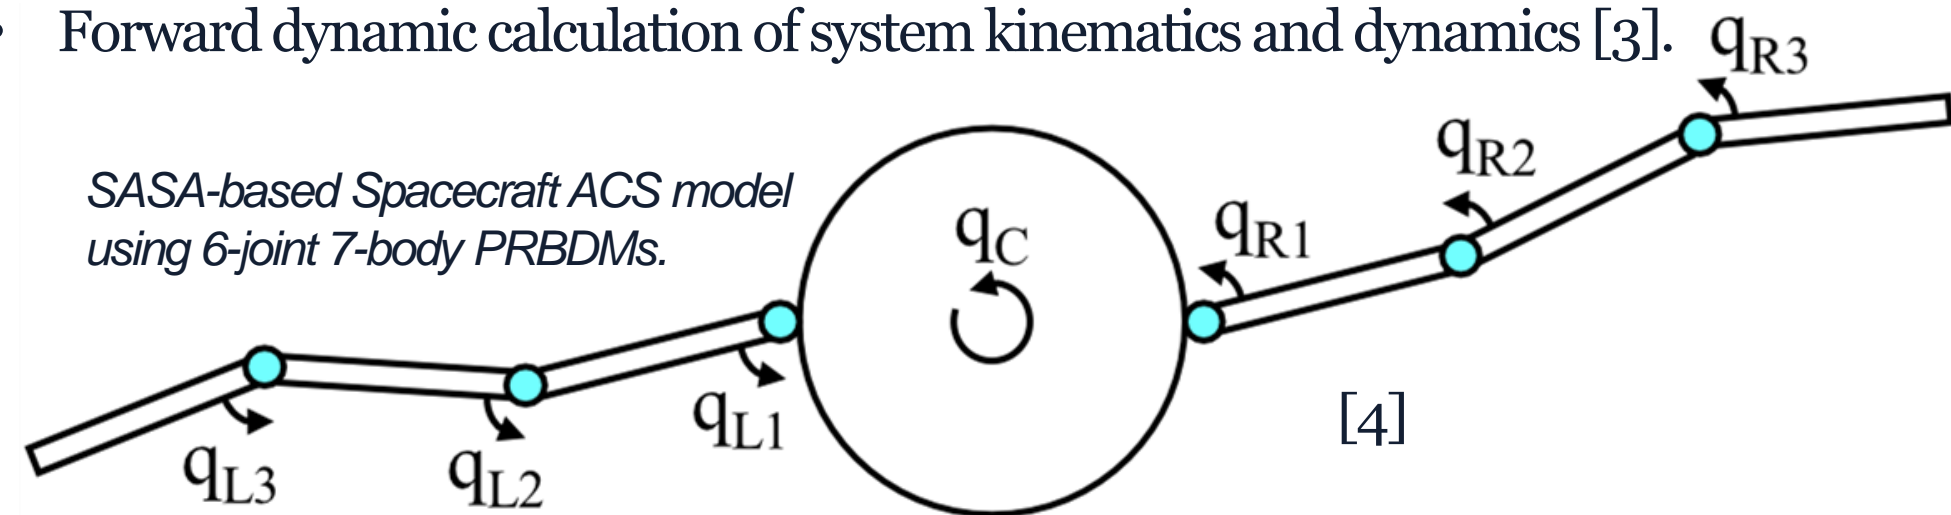 • Forward dynamic calculation of system kinematics and dynamics [3].
qR3
qR2
SASA-based Spacecraft ACS model
using 6-joint 7-body PRBDMs.
qC
qR1
qL1
[4]
qL3
qL2